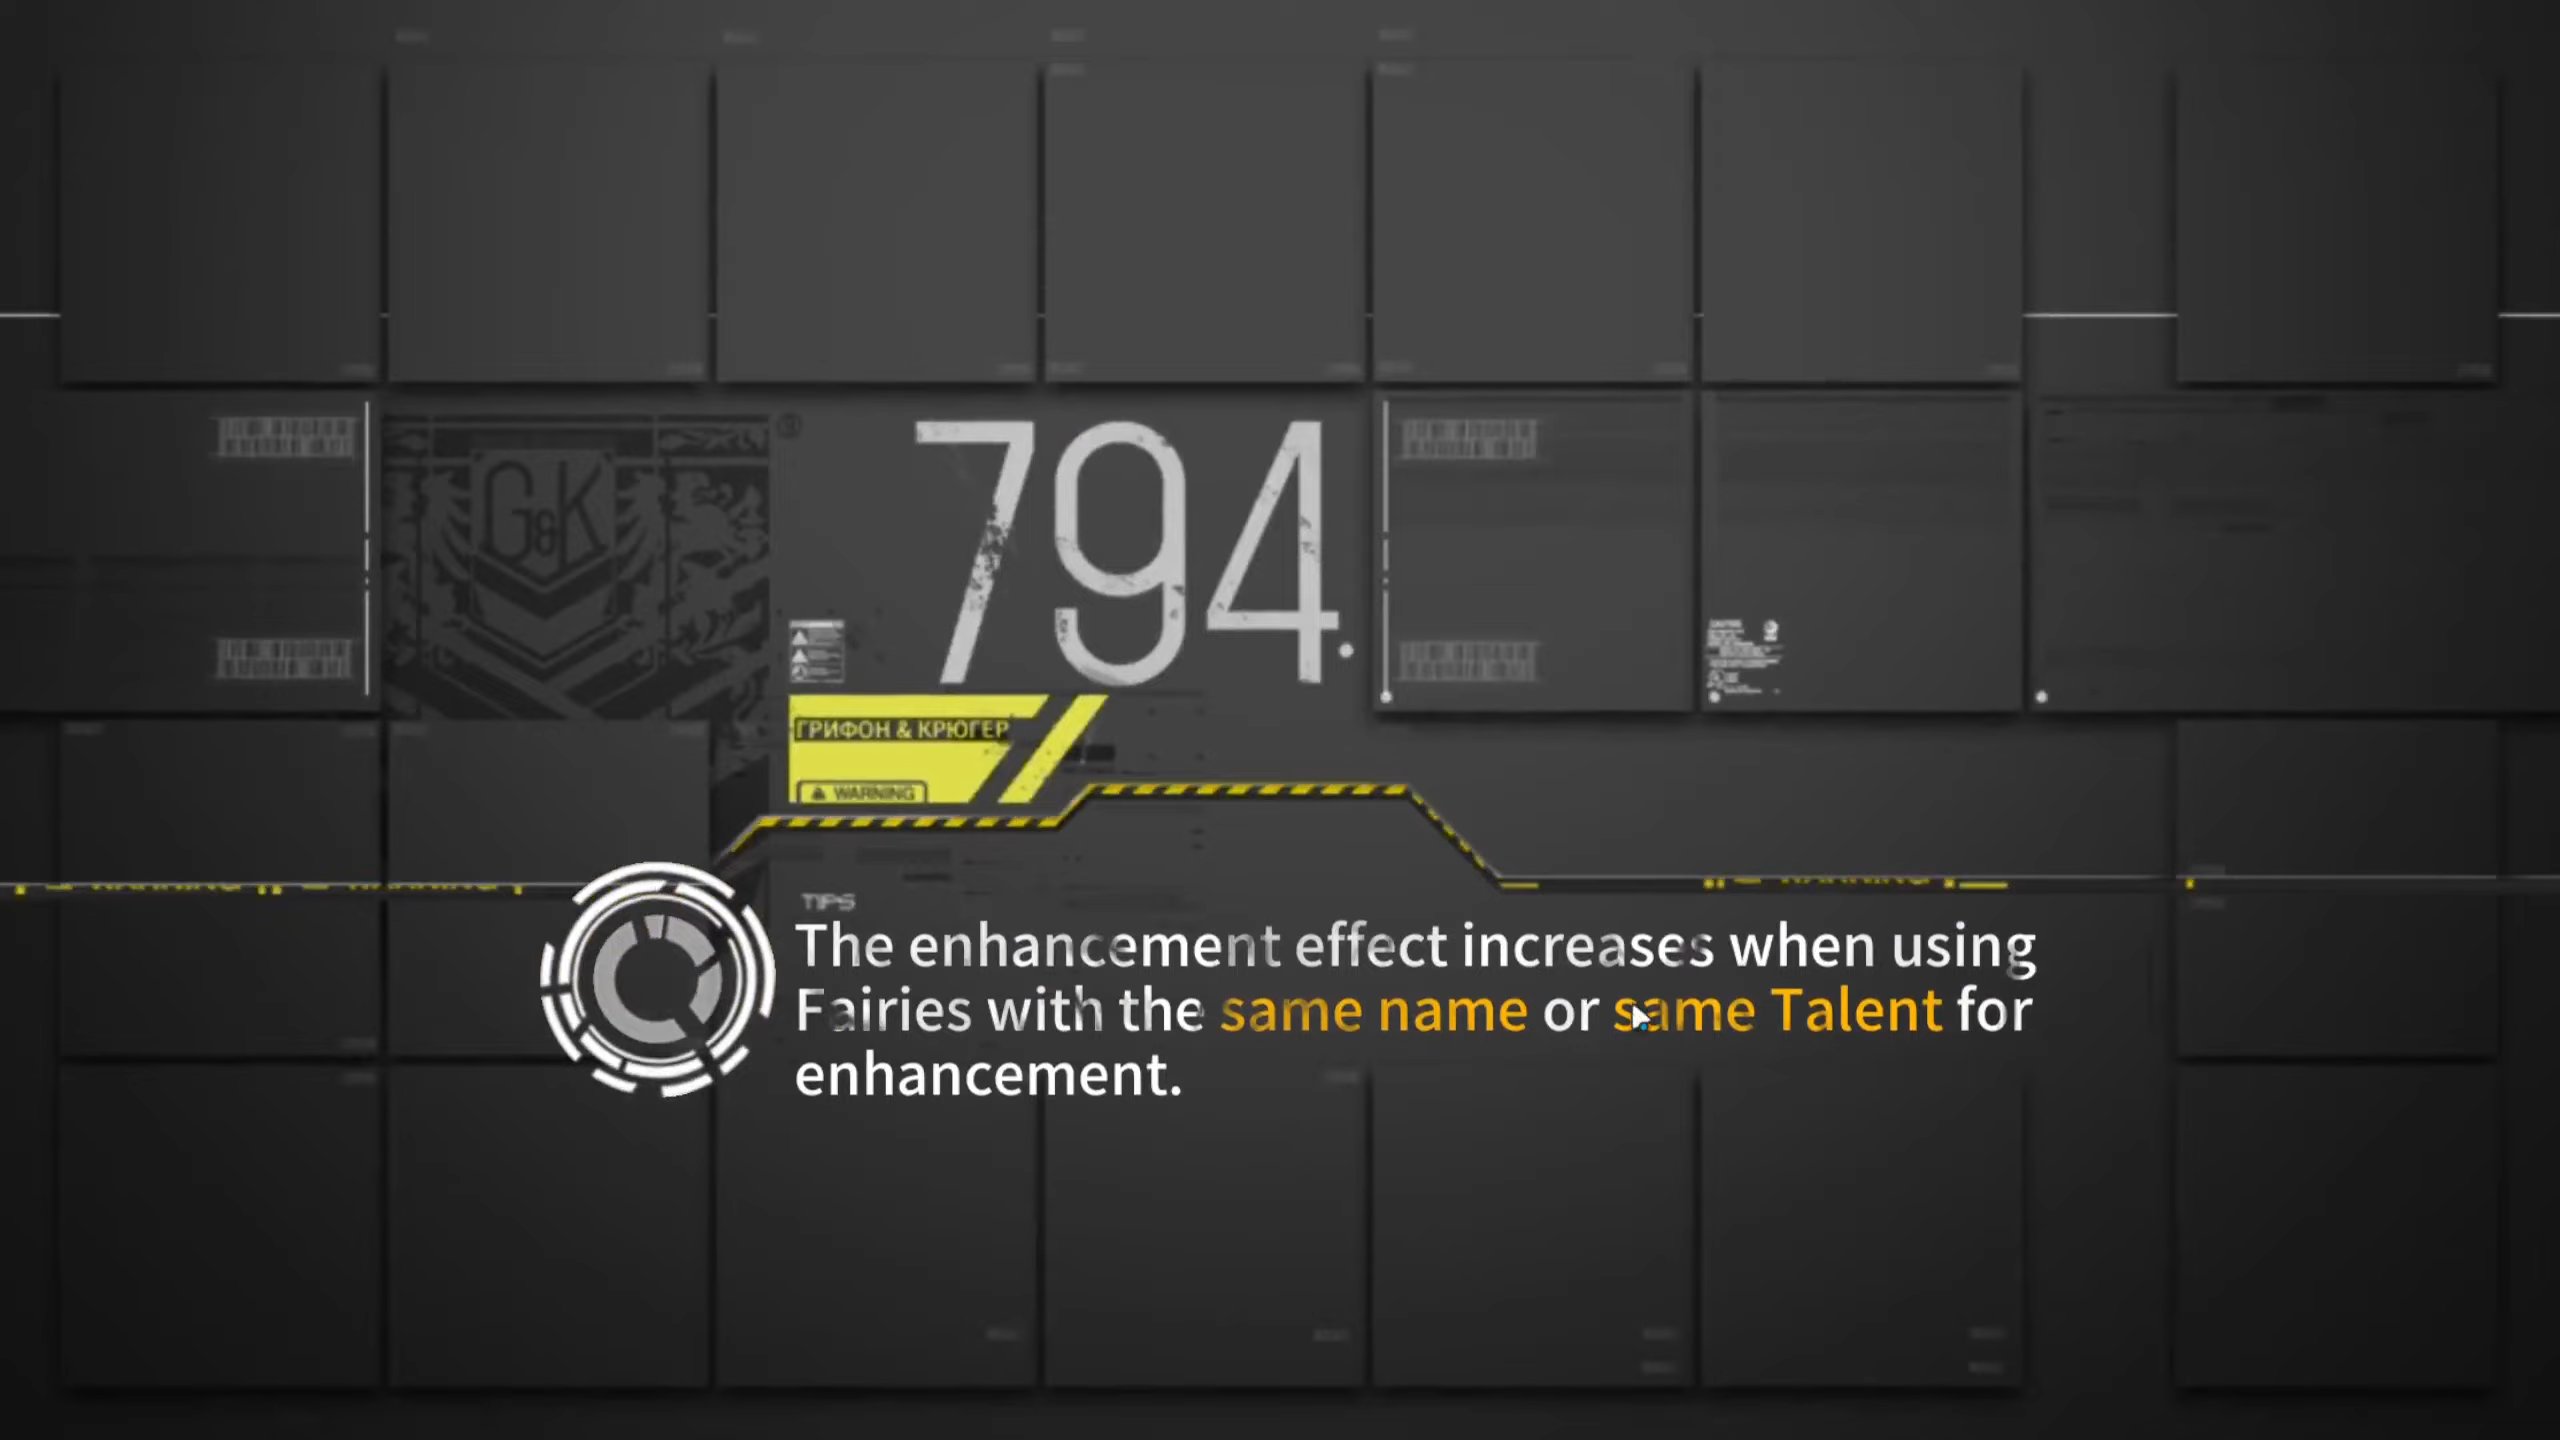 G&K
794.
ГРИФОН & КРЮГЕР
WARNING
TIPS
The enhancement effect increases when using
Fairies with the same name or same Talent for
enhancement.